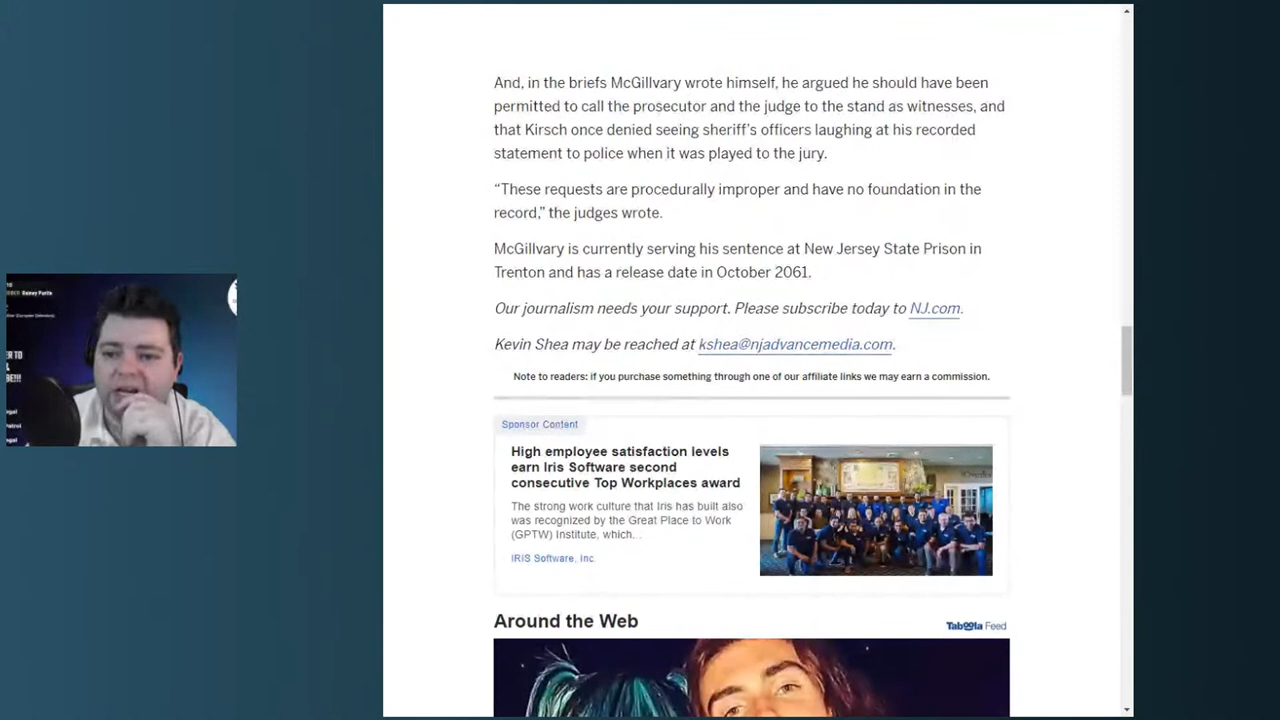 And, in the briefs McGillvary wrote himself, he argued he should have been
permitted to call the prosecutor and the judge to the stand as witnesses, and
that Kirsch once denied seeing sheriff's officers laughing at his recorded
statement to police when it was played to the jury.
“These requests are procedurally improper and have no foundation in the
record,” the judges wrote.
McGillvary is currently serving his sentence at New Jersey State Prison in
Trenton and has a release date in October 2061.
Our journalism needs your support. Please subscribe today to NJ.com.
Kevin Shea may be reached at kshea@njadvancemedia.com.
Note to readers: if you purchase something through one of our affiliate links we may earn a commission.
Sponsor Content
High employee satisfaction levels
earn Iris Software second
consecutive Top Workplaces award
The strong work culture that Iris has built also
was recognized by the Great Place to Work
(GPTW) Institute, which...
IRIS Software, Inc.
Around the Web
Taboola Feed